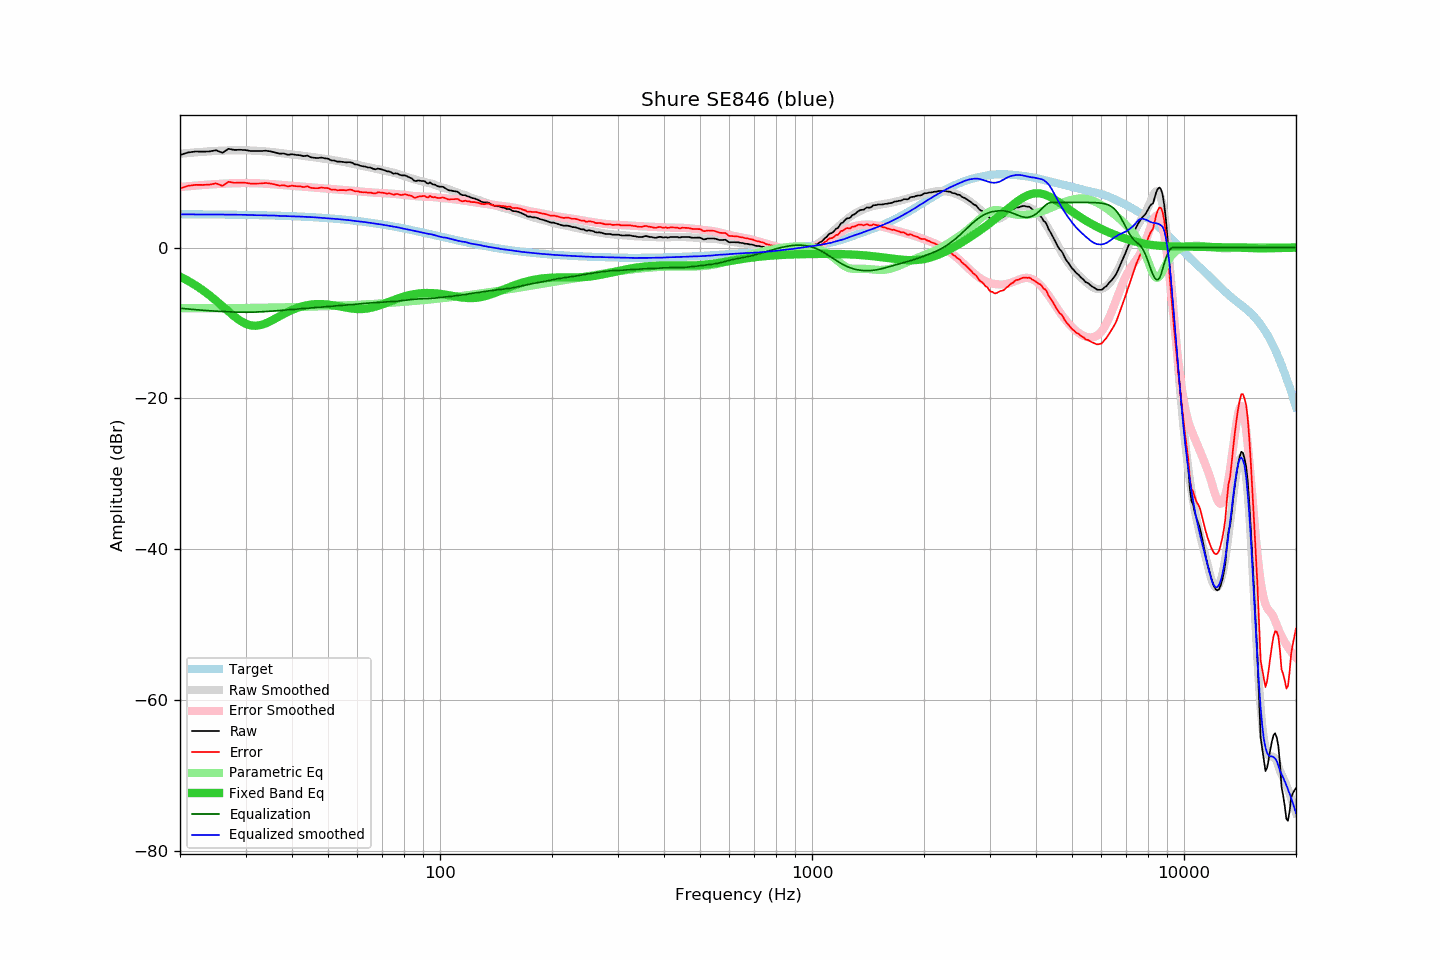 Shure SE846 (blue)
Amplitude (dBr)
0
−20
−40
−60
−80
Target
Raw Smoothed
Error Smoothed
Raw
Error
Parametric Eq
Fixed Band Eq
Equalization
Equalized smoothed
100
1000
10000
Frequency (Hz)